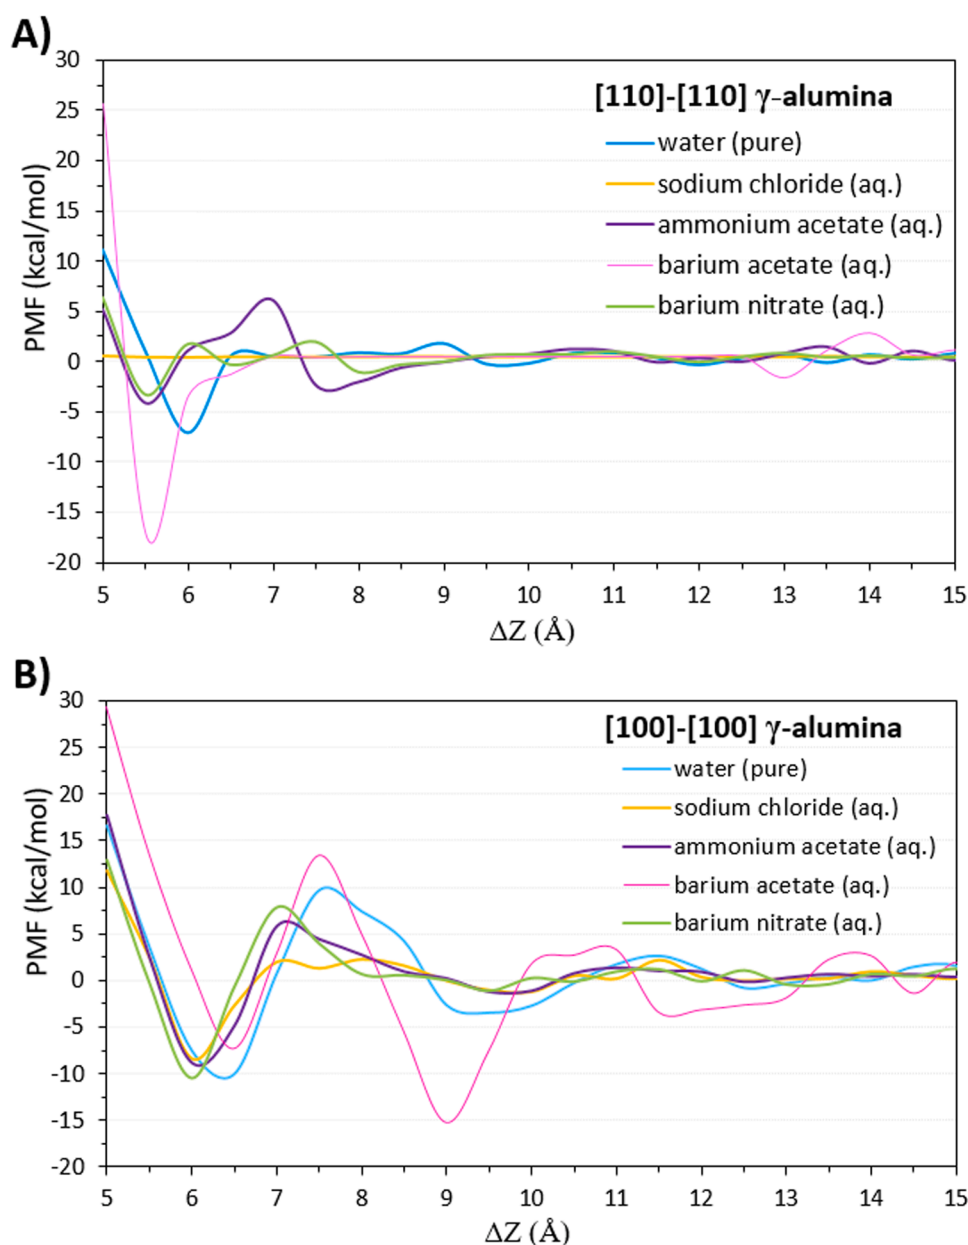 A)
30
25
20
15
10
5
0
-5
-10
-15
-20
PMF (kcal/mol)
[110]-[110] γ-alumina
water (pure)
sodium chloride (aq.)
ammonium acetate (aq.)
barium acetate (aq.)
barium nitrate (aq.)
5 6 7 8 9 10 11 12 13 14 15
ΔZ (Å)
B)
30
25
20
15
10
5
0
-5
-10
-15
-20
PMF (kcal/mol)
[100]-[100] γ-alumina
water (pure)
sodium chloride (aq.)
ammonium acetate (aq.)
barium acetate (aq.)
barium nitrate (aq.)
5 6 7 8 9 10 11 12 13 14 15
ΔZ (Å)